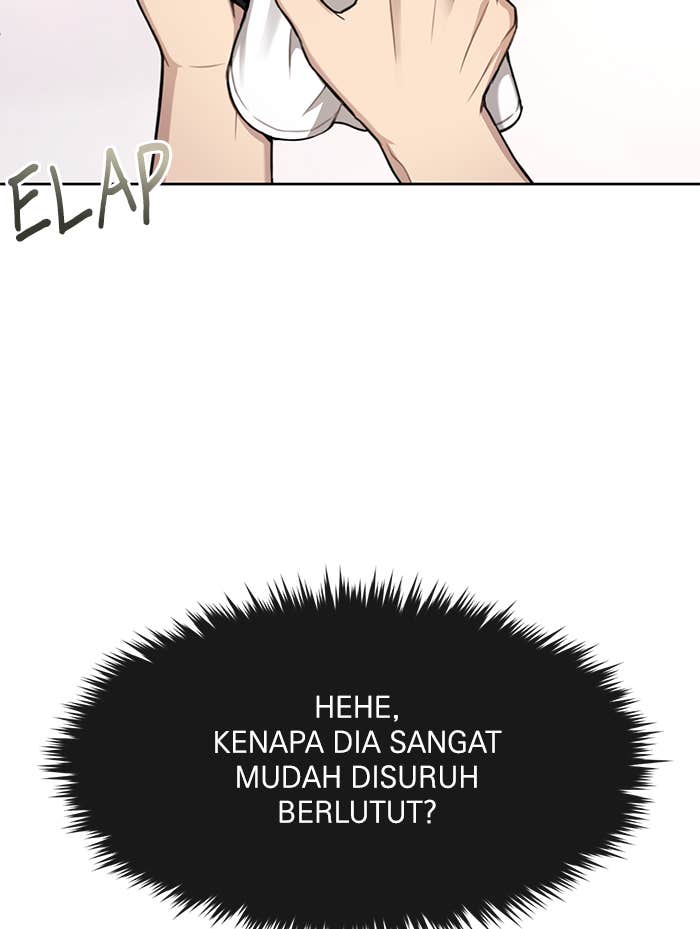 ELAP
HEHE,
KENAPA DIA SANGAT
MUDAH DISURUH
BERLUTUT?